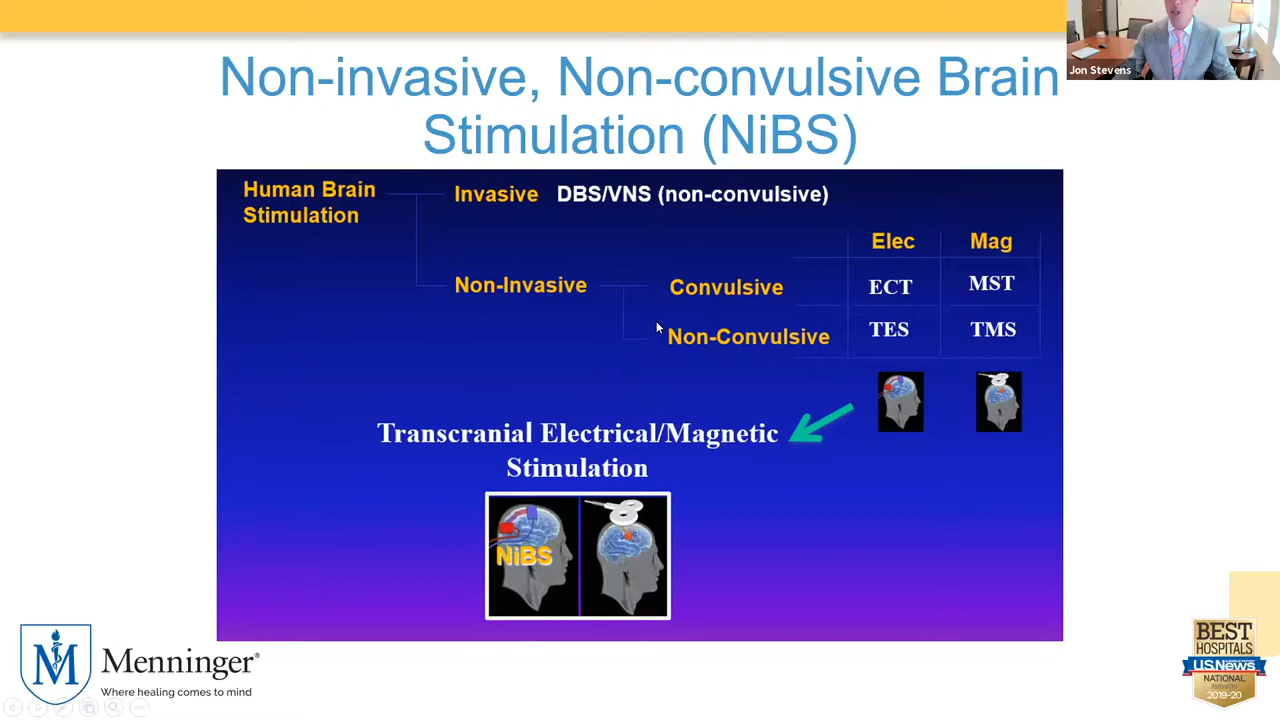 Jon Stevens
Non-invasive, Non-convulsive Brain
Stimulation (NiBS)
Human Brain
Stimulation
Invasive DBS/VNS (non-convulsive)
Elec Mag
Non-Invasive Convulsive ECT MST
Non-Convulsive TES TMS
Transcranial Electrical/Magnetic
Stimulation
NiBS
Menninger®
Where healing comes to mind
BEST
HOSPITALS
U.S.News
NATIONAL
PSYCHIATRY
2019-20